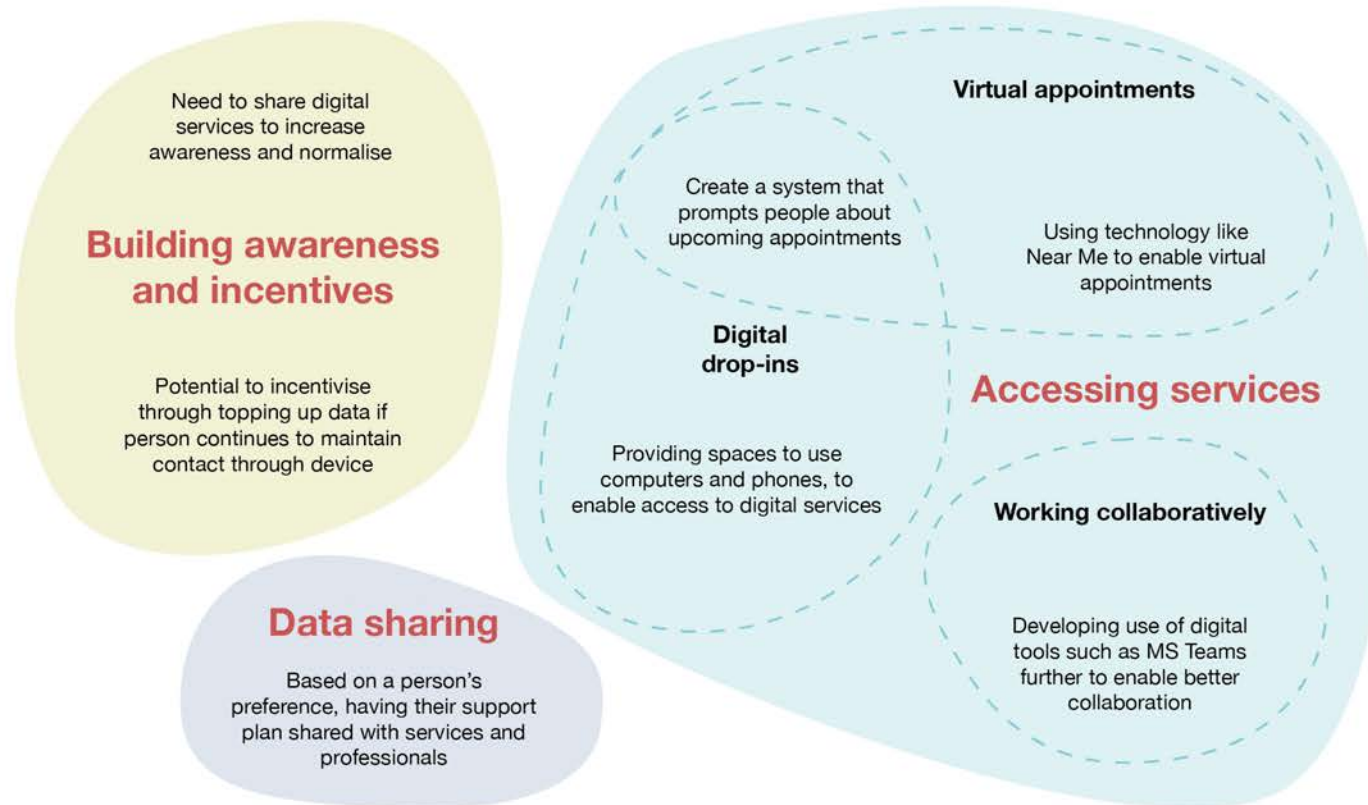 Need to share digital
services to increase
awareness and normalise
Building awareness
and incentives
Potential to incentivise
through topping up data if
person continues to maintain
contact through device
Data sharing
Based on a person’s
preference, having their support
plan shared with services and
professionals
Virtual appointments
Create a system that
prompts people about
upcoming appointments
Using technology like
Near Me to enable virtual
appointments
Digital
drop-ins
Providing spaces to use
computers and phones, to
enable access to digital services
Accessing services
Working collaboratively
Developing use of digital
tools such as MS Teams
further to enable better
collaboration